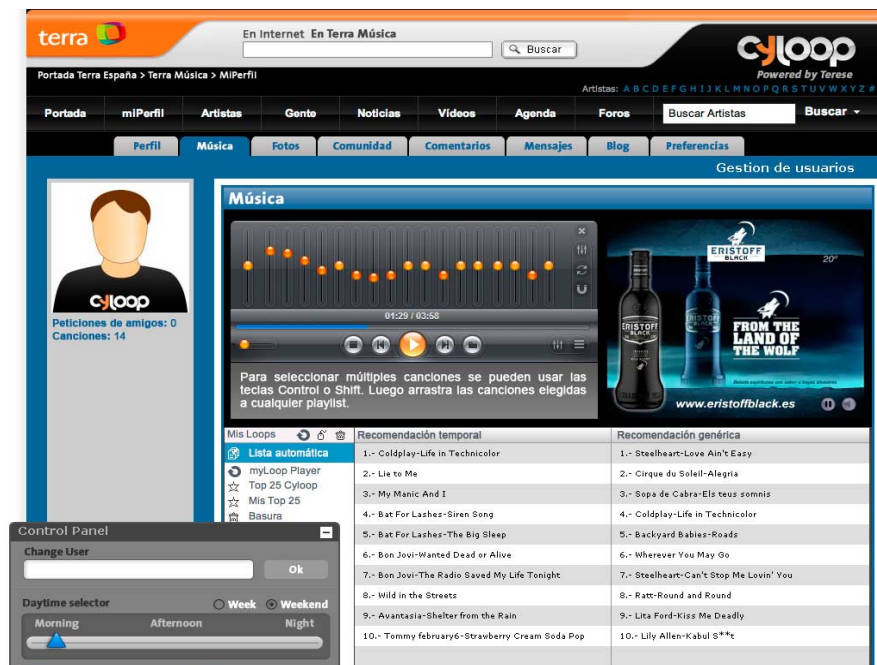 terra
En Internet En Terra Música
Buscar
cyloop
Powered by Terese
Portada Terra España > Terra Música > MiPerfil
Artistas: A B C D E F G H I J K L M N O P Q R S T U V W X Y Z #
Portada miPerfil Artistas Gente Noticias Vídeos Agenda Foros Buscar Artistas Buscar
Perfil Música Fotos Comunidad Comentarios Mensajes Blog Preferencias
Gestion de usuarios
cyloop
Peticiones de amigos: 0
Canciones: 14
Música
01:29 / 03:58
Para seleccionar múltiples canciones se pueden usar las
teclas Control o Shift. Luego arrastra las canciones elegidas
a cualquier playlist.
ERISTOFF
BLACK
20°
ERISTOFF
BLACK
FROM THE
LAND OF
THE WOLF
www.eristoffblack.es
Mis Loops
Lista automática
myLoop Player
Top 25 Cyloop
Mis Top 25
Basura
Recomendación temporal
1.- Coldplay-Life in Technicolor
2.- Lie to Me
3.- My Manic And I
4.- Bat For Lashes-Siren Song
5.- Bat For Lashes-The Big Sleep
6.- Bon Jovi-Wanted Dead or Alive
7.- Bon Jovi-The Radio Saved My Life Tonight
8.- Wild in the Streets
9.- Avantasia-Shelter from the Rain
10.- Tommy february6-Strawberry Cream Soda Pop
Recomendación genérica
1.- Steelheart-Love Ain't Easy
2.- Cirque du Soleil-Alegria
3.- Sopa de Cabra-Els teus somnis
4.- Coldplay-Life in Technicolor
5.- Backyard Babies-Roads
6.- Wherever You May Go
7.- Steelheart-Can't Stop Me Lovin' You
8.- Ratt-Round and Round
9.- Lita Ford-Kiss Me Deadly
10.- Lily Allen-Kabul S**t
Control Panel
Change User
Ok
Daytime selector Week Weekend
Morning Afternoon Night